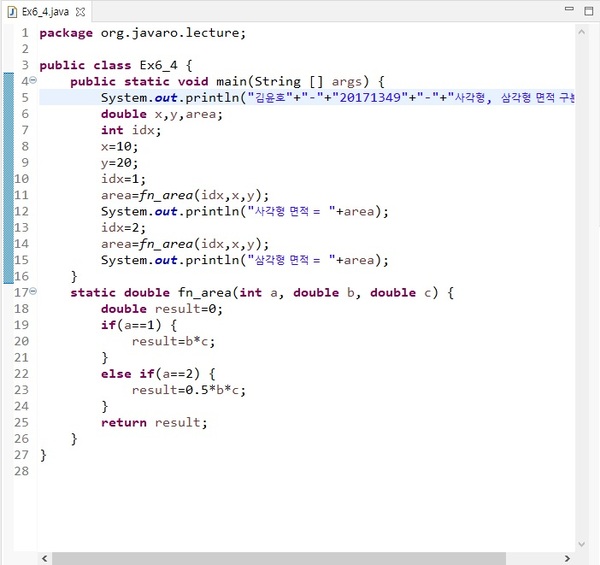 Ex6_4.java
1 package org.javaro.lecture;
2
3 public class Ex6_4 {
4 public static void main(String [] args) {
5 System.out.println("김윤호"+"-"+"20171349"+"-"+"사각형, 삼각형 면적 구
6 double x,y,area;
7 int idx;
8 x=10;
9 y=20;
10 idx=1;
11 area=fn_area(idx,x,y);
12 System.out.println("사각형 면적 = "+area);
13 idx=2;
14 area=fn_area(idx,x,y);
15 System.out.println("삼각형 면적 = "+area);
16 }
17 static double fn_area(int a, double b, double c) {
18 double result=0;
19 if(a==1) {
20 result=b*c;
21 }
22 else if(a==2) {
23 result=0.5*b*c;
24 }
25 return result;
26 }
27 }
28